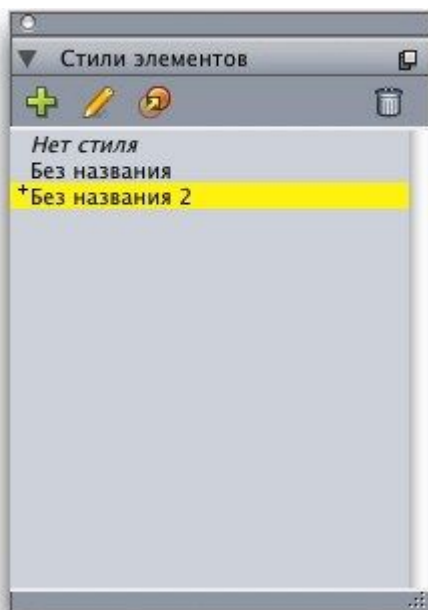 Стили элементов
Нет стиля
Без названия
+Без названия 2